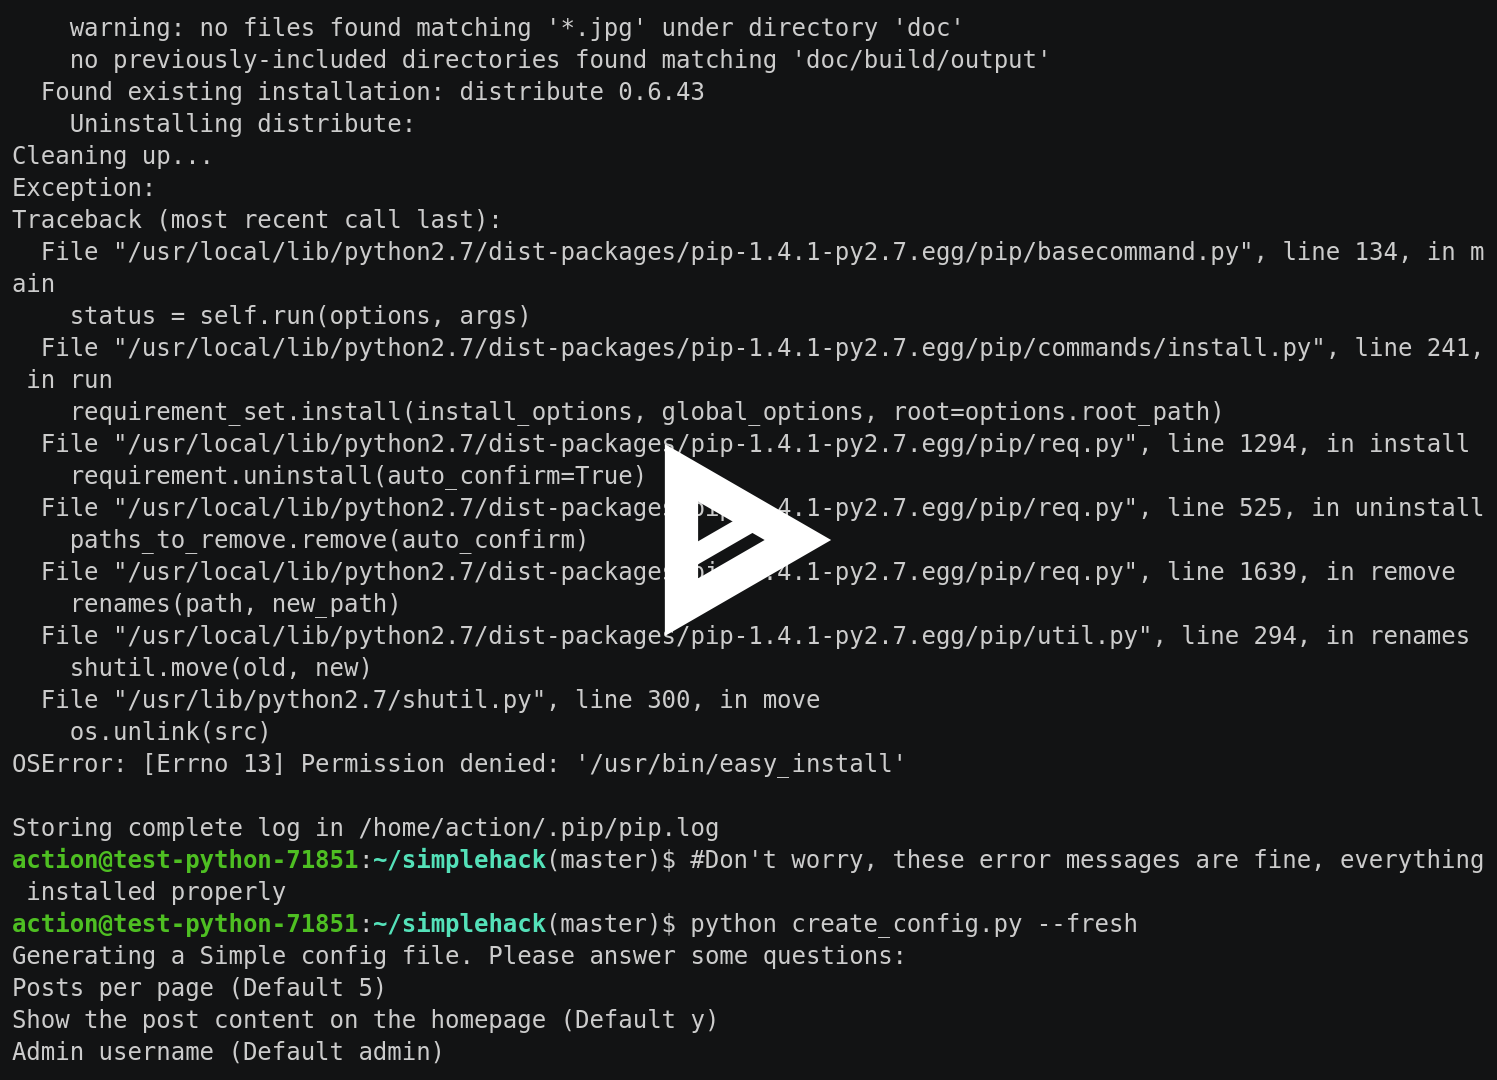 warning: no files found matching '*.jpg' under directory 'doc'
no previously-included directories found matching 'doc/build/output'
Found existing installation: distribute 0.6.43
Uninstalling distribute:
Cleaning up...
Exception:
Traceback (most recent call last):
File "/usr/local/lib/python2.7/dist-packages/pip-1.4.1-py2.7.egg/pip/basecommand.py", line 134, in m
ain
status = self.run(options, args)
File "/usr/local/lib/python2.7/dist-packages/pip-1.4.1-py2.7.egg/pip/commands/install.py", line 241,
in run
requirement_set.install(install_options, global_options, root=options.root_path)
File "/usr/local/lib/python2.7/dist-packages/pip-1.4.1-py2.7.egg/pip/req.py", line 1294, in install
requirement.uninstall(auto_confirm=True)
File "/usr/local/lib/python2.7/dist-packages/pip-1.4.1-py2.7.egg/pip/req.py", line 525, in uninstall
paths_to_remove.remove(auto_confirm)
File "/usr/local/lib/python2.7/dist-packages/pip-1.4.1-py2.7.egg/pip/req.py", line 1639, in remove
renames(path, new_path)
File "/usr/local/lib/python2.7/dist-packages/pip-1.4.1-py2.7.egg/pip/util.py", line 294, in renames
shutil.move(old, new)
File "/usr/lib/python2.7/shutil.py", line 300, in move
os.unlink(src)
OSError: [Errno 13] Permission denied: '/usr/bin/easy_install'
Storing complete log in /home/action/.pip/pip.log
action@test-python-71851:~/simplehack(master)$ #Don't worry, these error messages are fine, everything
installed properly
action@test-python-71851:~/simplehack(master)$ python create_config.py --fresh
Generating a Simple config file. Please answer some questions:
Posts per page (Default 5)
Show the post content on the homepage (Default y)
Admin username (Default admin)